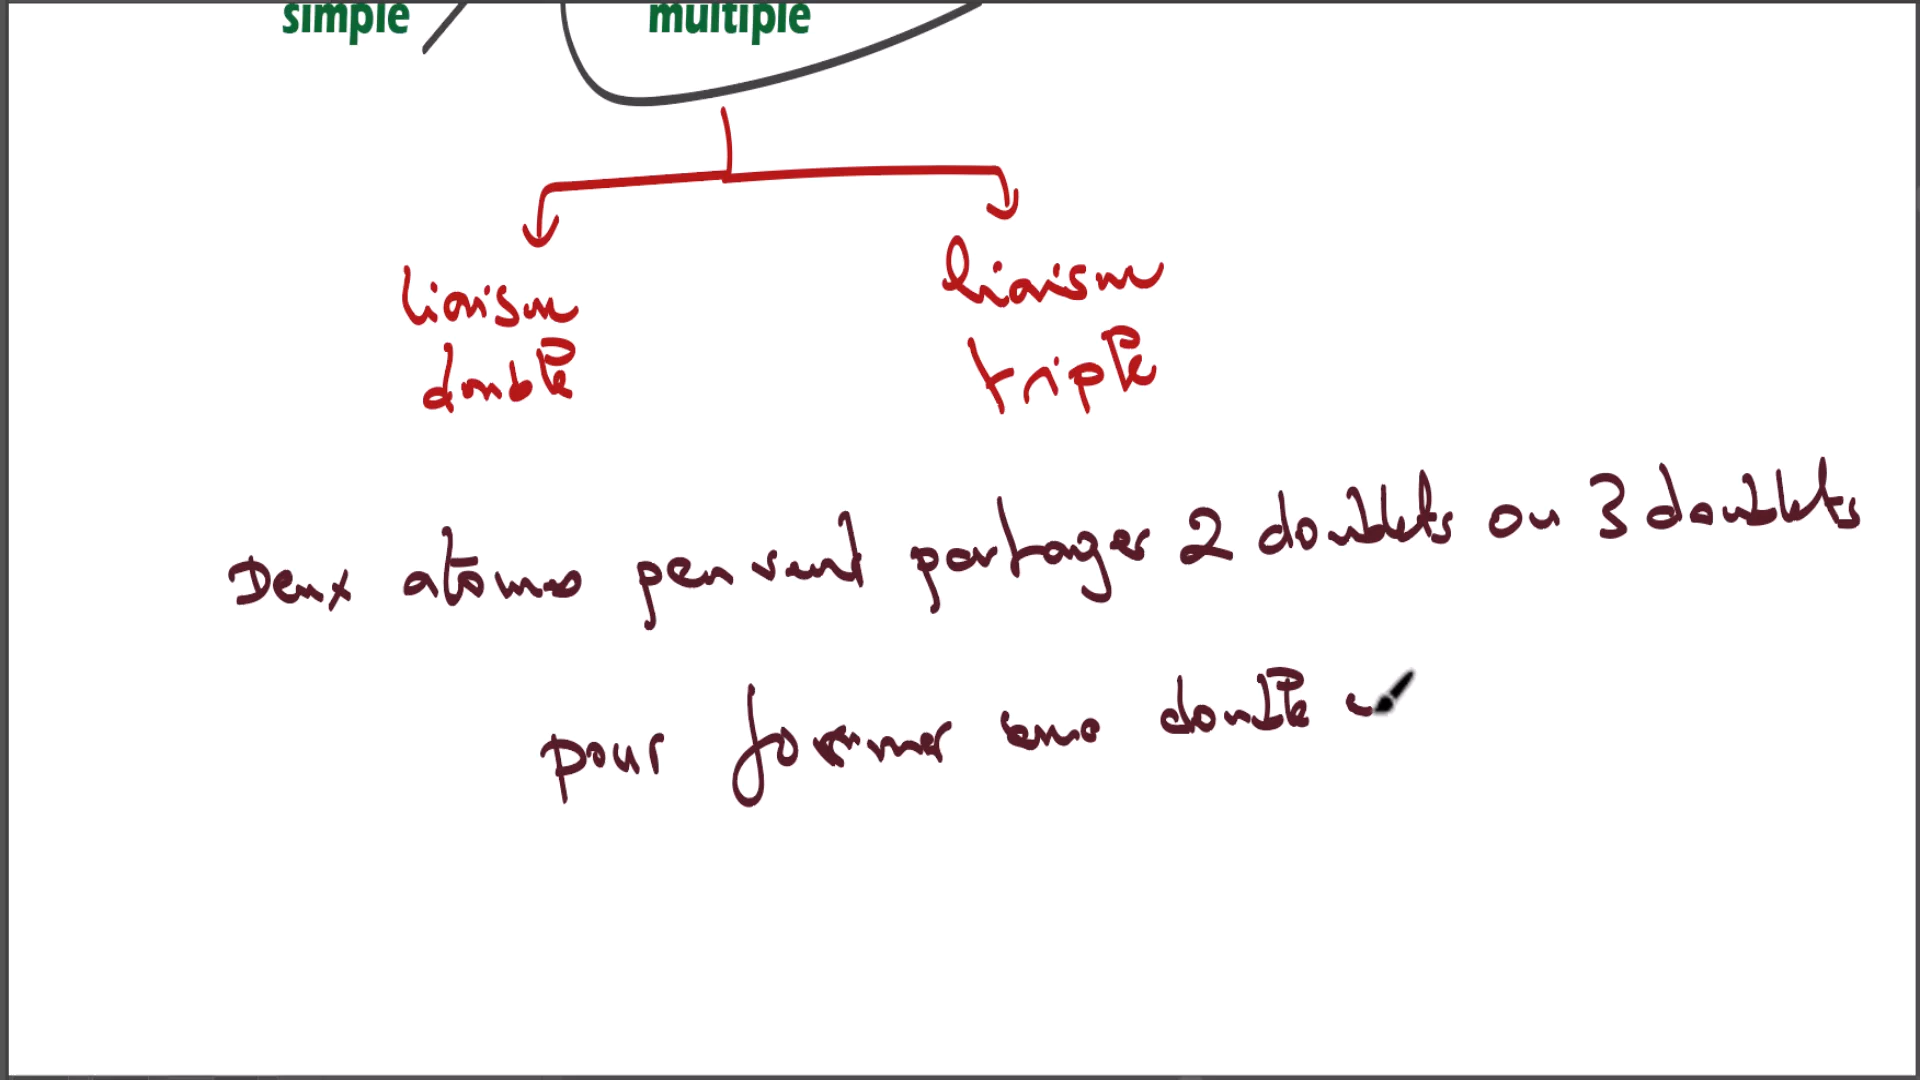 simple multiple
liaison liaison
double triple
Deux atomes peuvent partager 2 doublets ou 3 doublets
pour former une double